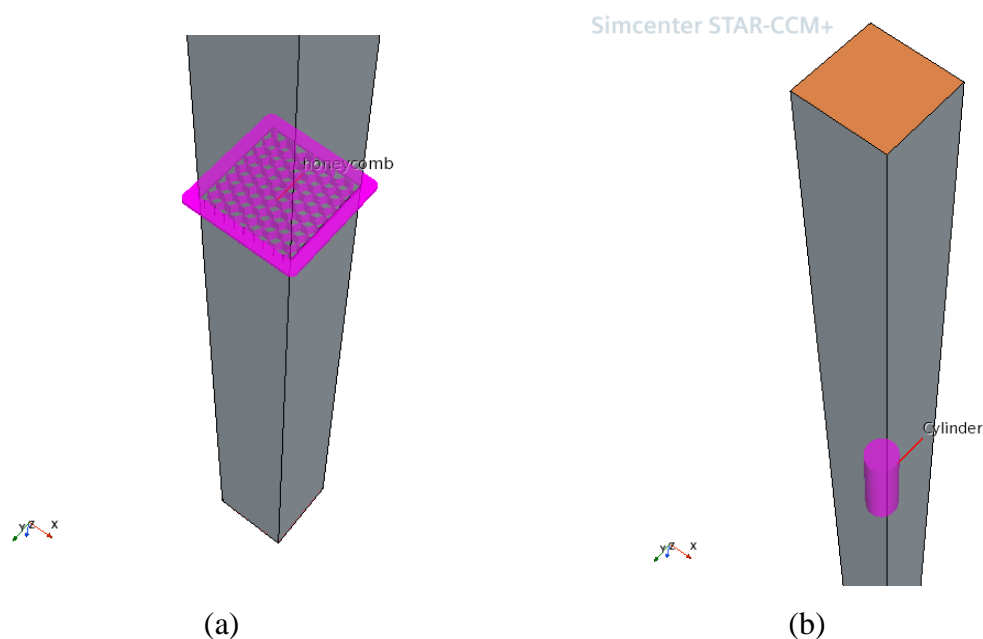 Simcenter STAR-CCM+
honeycomb
Cylinder
Y Z X
Y Z X
(a) (b)